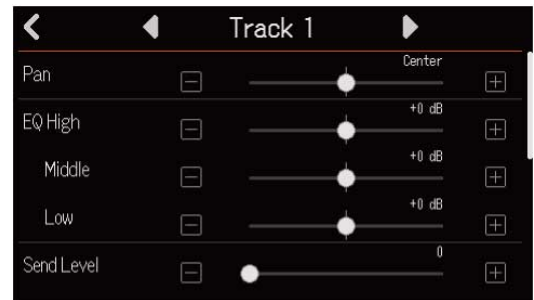 Track 1
Pan Center
EQ High +0 dB
Middle +0 dB
Low +0 dB
Send Level 0